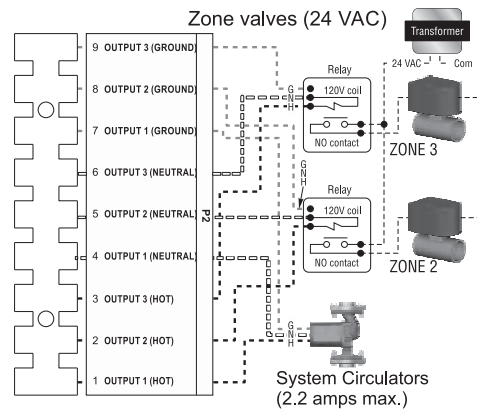 Zone valves (24 VAC)
Transformer
24 VAC
Com
9 OUTPUT 3 (GROUND)
8 OUTPUT 2 (GROUND)
7 OUTPUT 1 (GROUND)
6 OUTPUT 3 (NEUTRAL)
5 OUTPUT 2 (NEUTRAL)
4 OUTPUT 1 (NEUTRAL)
3 OUTPUT 3 (HOT)
2 OUTPUT 2 (HOT)
1 OUTPUT 1 (HOT)
P2
Relay
G
N
H
120V coil
NO contact
ZONE 3
G
N
H
Relay
120V coil
NO contact
ZONE 2
G
N
H
System Circulators
(2.2 amps max.)